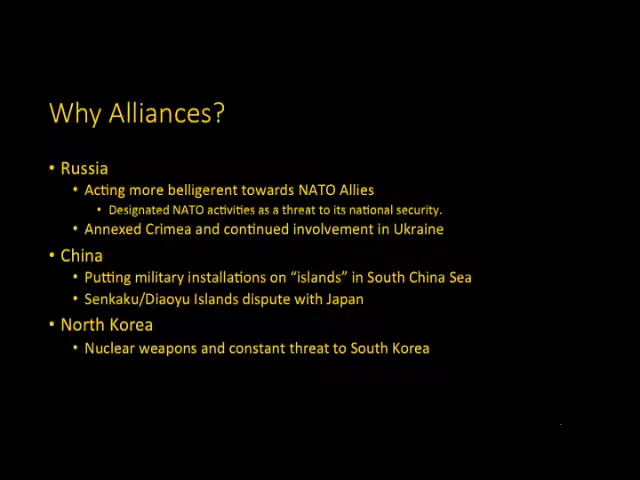 Why Alliances?
• Russia
• Acting more belligerent towards NATO Allies
• Designated NATO activities as a threat to its national security.
• Annexed Crimea and continued involvement in Ukraine
• China
• Putting military installations on “islands” in South China Sea
• Senkaku/Diaoyu Islands dispute with Japan
• North Korea
• Nuclear weapons and constant threat to South Korea